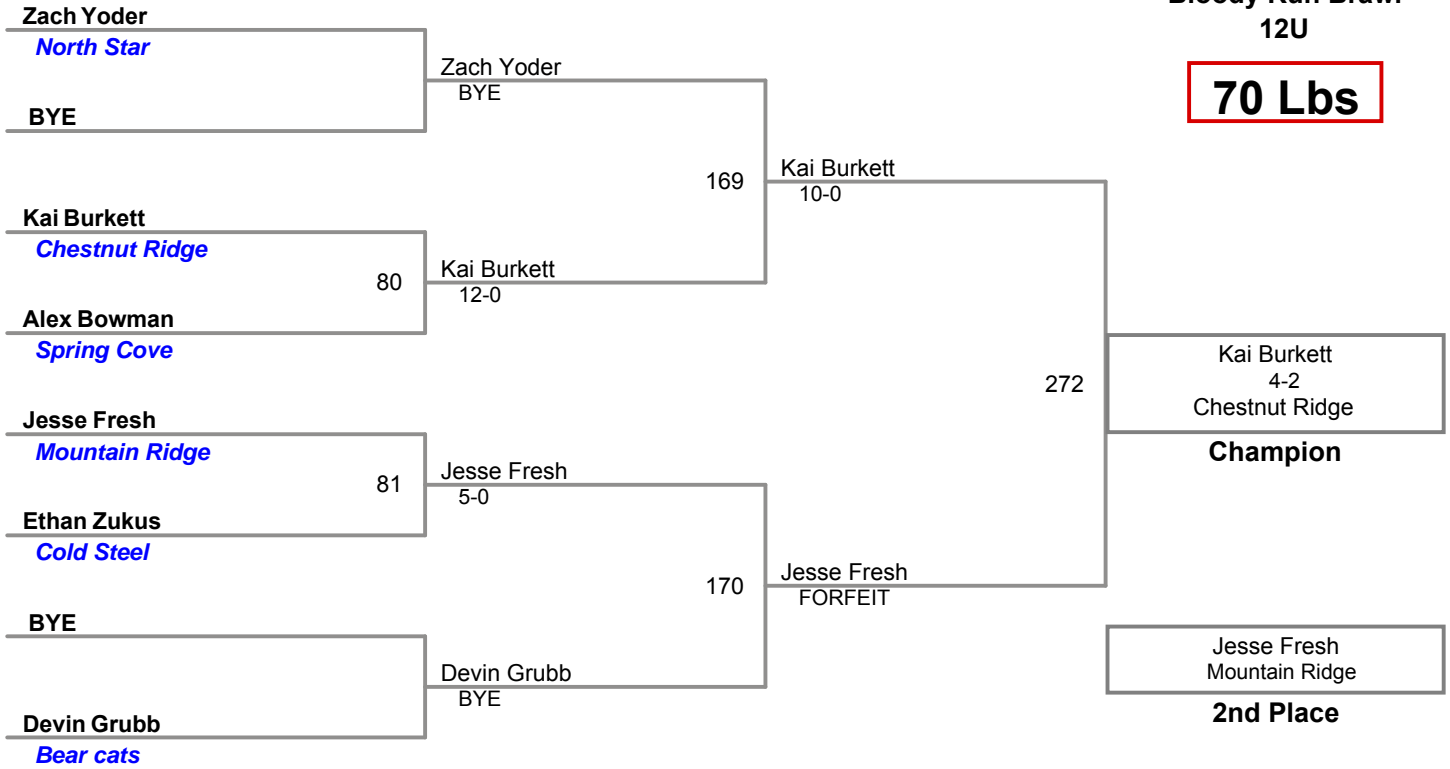 Zach Yoder
North Star
BYE
Kai Burkett
Chestnut Ridge
Alex Bowman
Spring Cove
Jesse Fresh
Mountain Ridge
Ethan Zukus
Cold Steel
BYE
Devin Grubb
Bear cats
80
81
Zach Yoder
BYE
Kai Burkett
12-0
Jesse Fresh
5-0
Devin Grubb
BYE
169
170
Kai Burkett
10-0
Jesse Fresh
FORFEIT
272
12U
70 Lbs
Kai Burkett
4-2
Chestnut Ridge
Champion
Jesse Fresh
Mountain Ridge
2nd Place